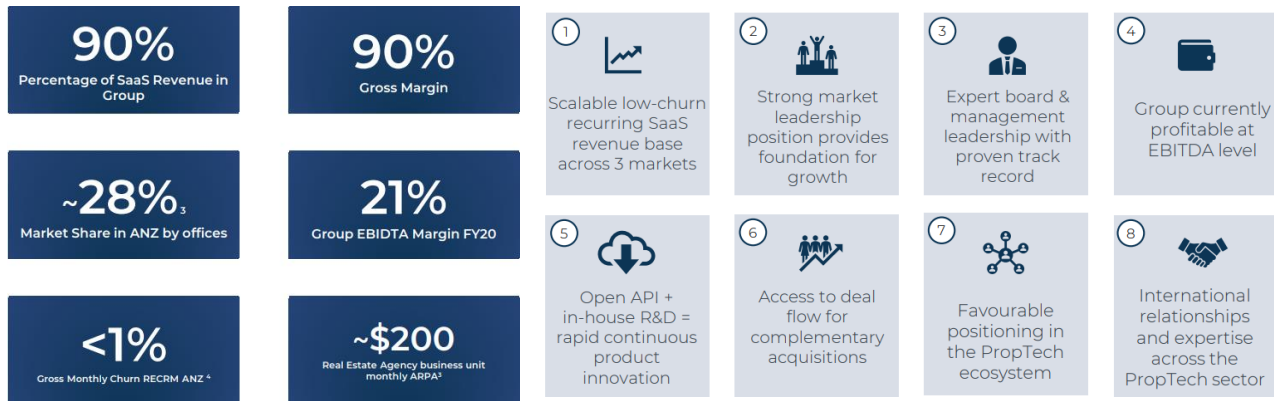 90%
Percentage of SaaS Revenue in
Group
90%
Gross Margin
~28% 3
Market Share in ANZ by offices
21%
Group EBIDTA Margin FY20
<1%
Gross Monthly Churn RECRM ANZ 4
~$200
Real Estate Agency business unit
monthly ARPA3
1
Scalable low-churn
recurring SaaS
revenue base
across 3 markets
2
Strong market
leadership
position provides
foundation for
growth
3
Expert board &
management
leadership with
proven track
record
4
Group currently
profitable at
EBITDA level
5
Open API +
in-house R&D =
rapid continuous
product
innovation
6
Access to deal
flow for
complementary
acquisitions
7
Favourable
positioning in
the PropTech
ecosystem
8
International
relationships
and expertise
across the
PropTech sector